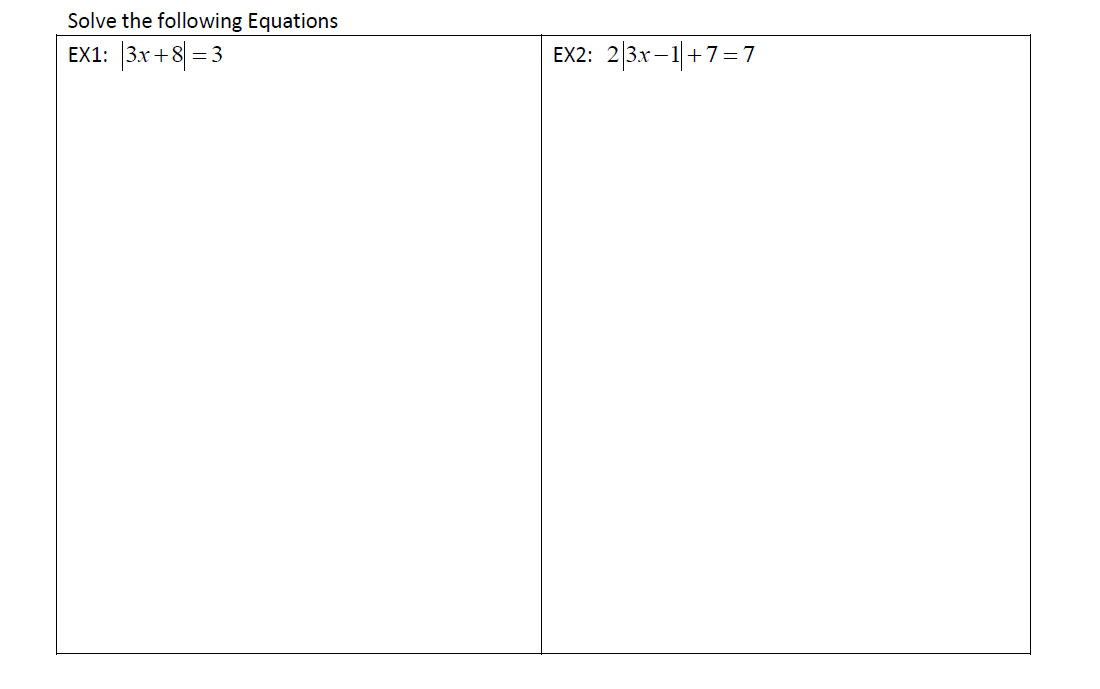 Solve the following Equations
EX1: |3x+8| = 3
EX2: 2|3x−1|+7 = 7